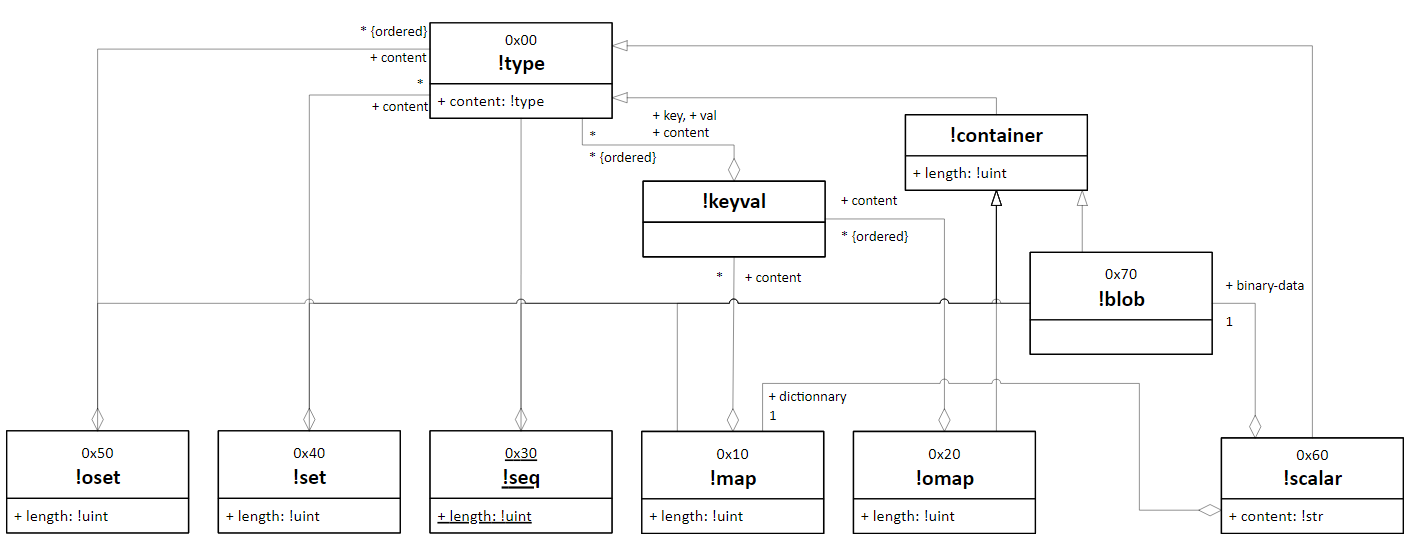 * {ordered}
+ content
*
+ content
0x00
!type
+ content: !type
+ key, + val
+ content
*
* {ordered}
!container
+ length: !uint
!keyval
+ content
* {ordered}
* + content
0x70
!blob
+ binary-data
1
+ dictionnary
1
0x50
!oset
+ length: !uint
0x40
!set
+ length: !uint
0x30
!seq
+ length: !uint
0x10
!map
+ length: !uint
0x20
!omap
+ length: !uint
0x60
!scalar
+ content: !str